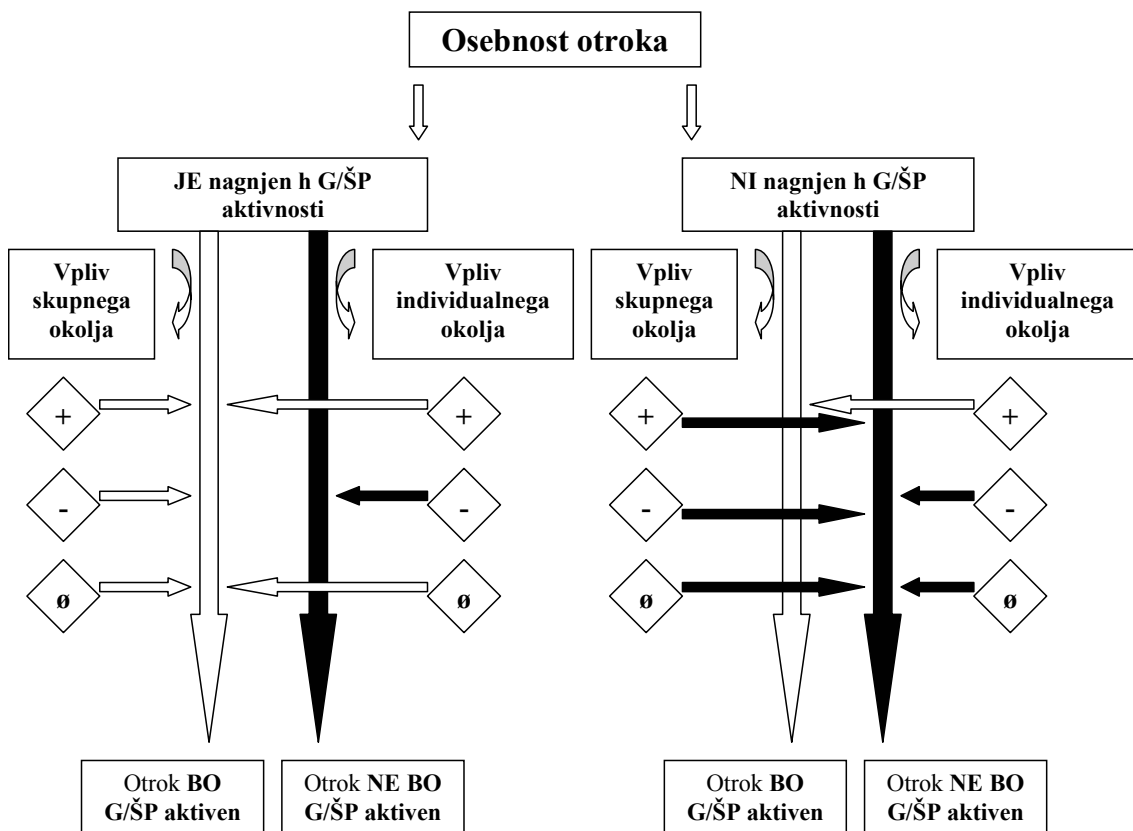 Osebnost otroka
JE nagnjen h G/ŠP
aktivnosti
NI nagnjen h G/ŠP
aktivnosti
Vpliv
skupnega
okolja
Vpliv
individualnega
okolja
Vpliv
skupnega
okolja
Vpliv
individualnega
okolja
+
+
+
+
-
-
-
-
ø
ø
ø
ø
Otrok BO
G/ŠP aktiven
Otrok NE BO
G/ŠP aktiven
Otrok BO
G/ŠP aktiven
Otrok NE BO
G/ŠP aktiven